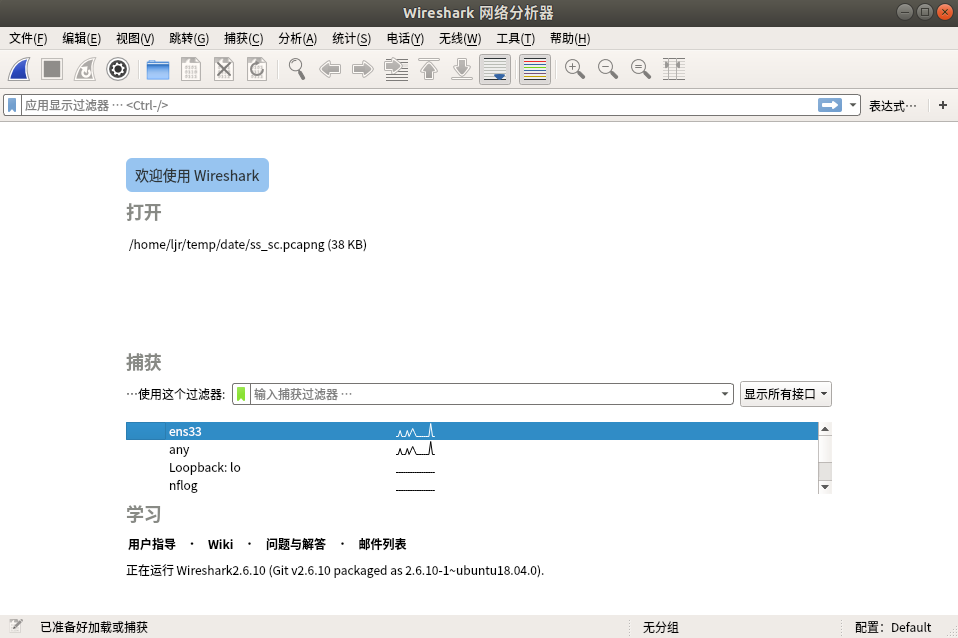 Wireshark 网络分析器
文件(F) 编辑(E) 视图(V) 跳转(G) 捕获(C) 分析(A) 统计(S) 电话(Y) 无线(W) 工具(T) 帮助(H)
应用显示过滤器 … <Ctrl-/> 表达式… +
欢迎使用 Wireshark
打开
/home/ljr/temp/date/ss_sc.pcapng (38 KB)
捕获
…使用这个过滤器: 输入捕获过滤器 … 显示所有接口
ens33
any
Loopback: lo
nflog
学习
用户指导 · Wiki · 问题与解答 · 邮件列表
正在运行 Wireshark2.6.10 (Git v2.6.10 packaged as 2.6.10-1~ubuntu18.04.0).
已准备好加载或捕获 无分组 配置: Default